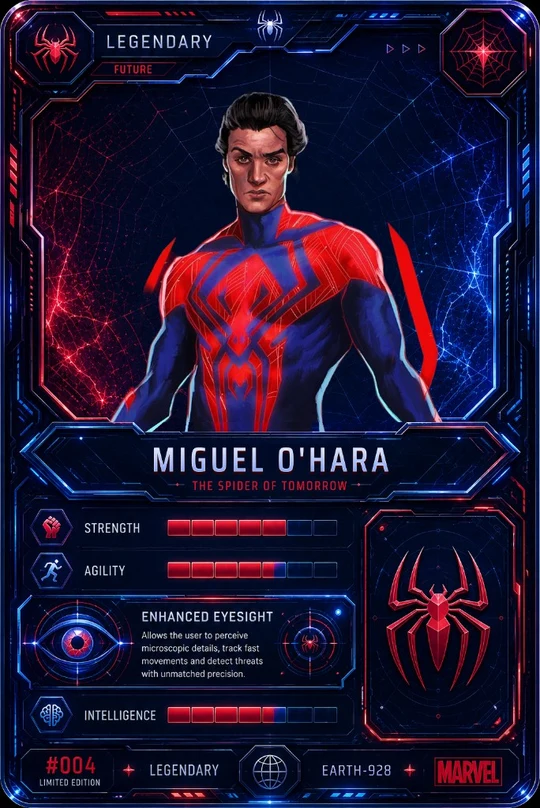 LEGENDARY
FUTURE
MIGUEL O'HARA
THE SPIDER OF TOMORROW
STRENGTH
AGILITY
ENHANCED EYESIGHT
Allows the user to perceive
microscopic details, track fast
movements and detect threats
with unmatched precision.
INTELLIGENCE
#004
LIMITED EDITION
LEGENDARY
EARTH-928
MARVEL